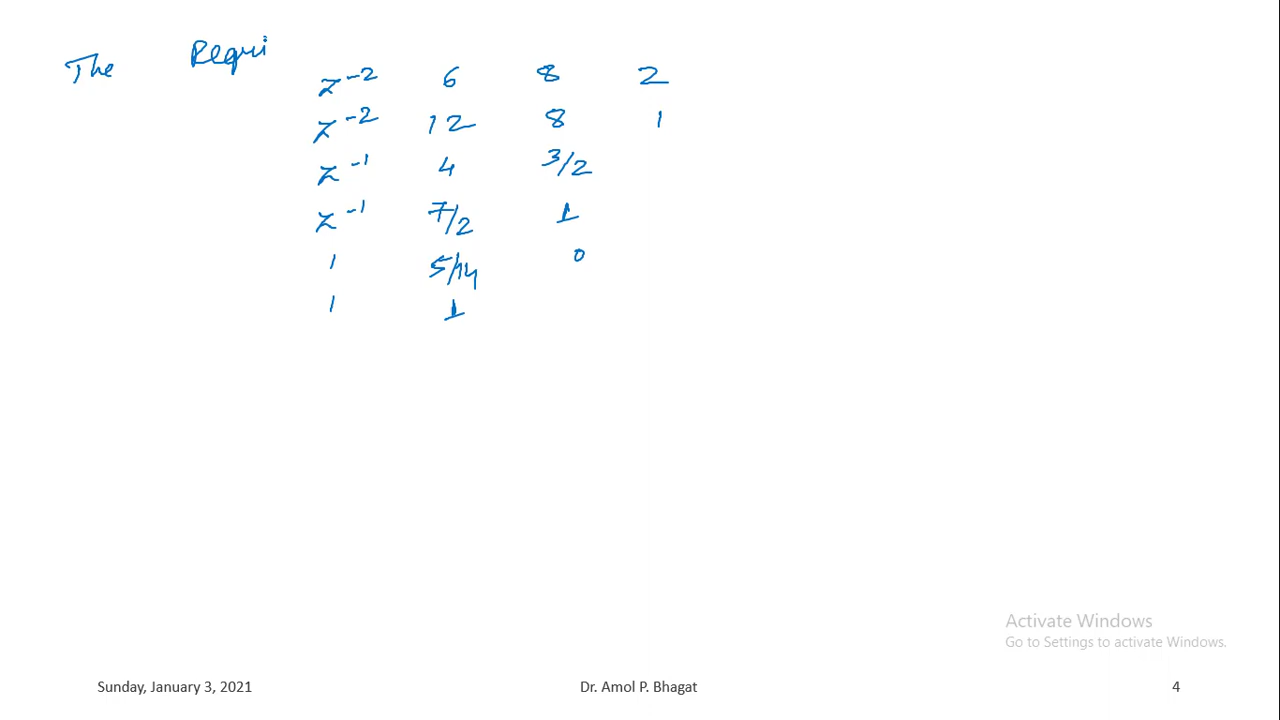 The Requi
z⁻² 6 8 2
z⁻² 12 8 1
z⁻¹ 4 3/2
z⁻¹ 7/2 1
1 5/14 0
1 1
Activate Windows
Go to Settings to activate Windows.
Sunday, January 3, 2021 Dr. Amol P. Bhagat 4